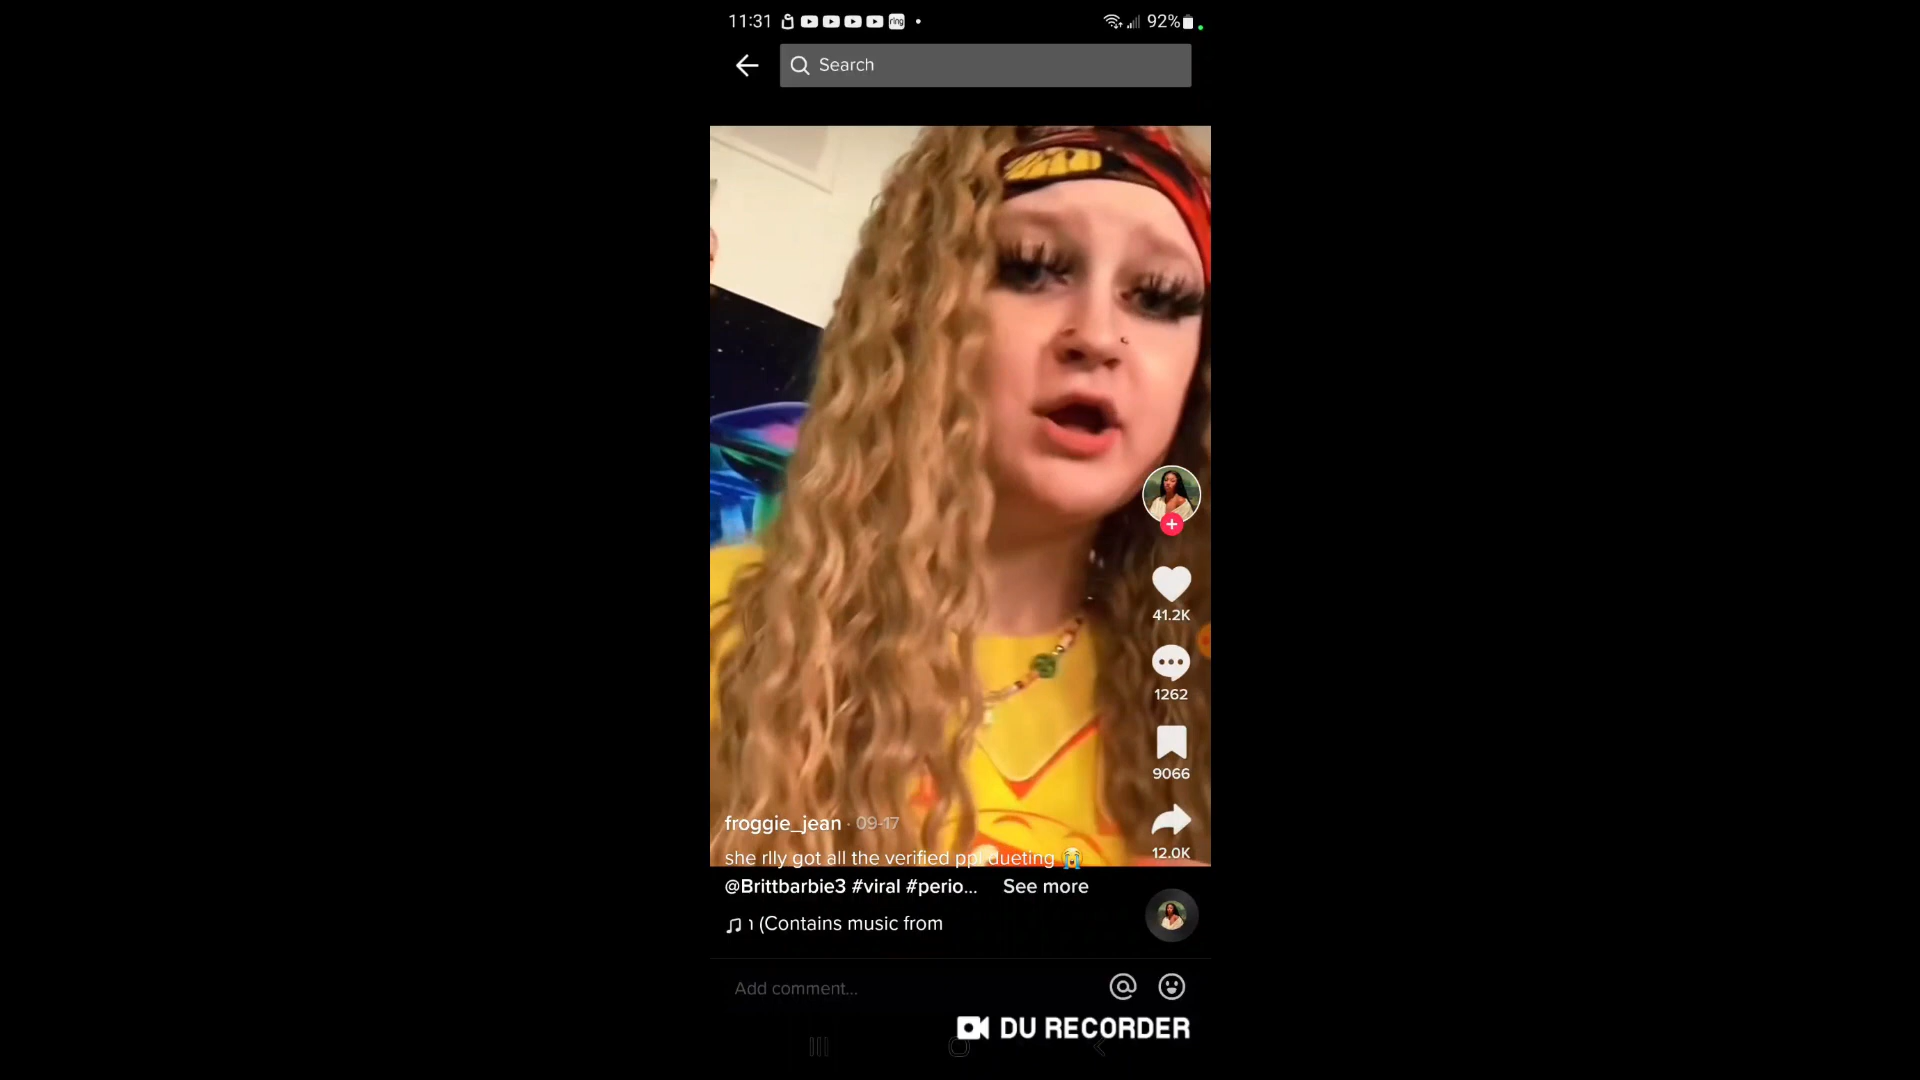 11:31 ring 92%
Search
41.2K
1262
9066
12.0K
froggie_jean · 09-17
she rlly got all the verified ppl dueting 😭
@Brittbarbie3 #viral #perio... See more
(Contains music from
Add comment...
DU RECORDER